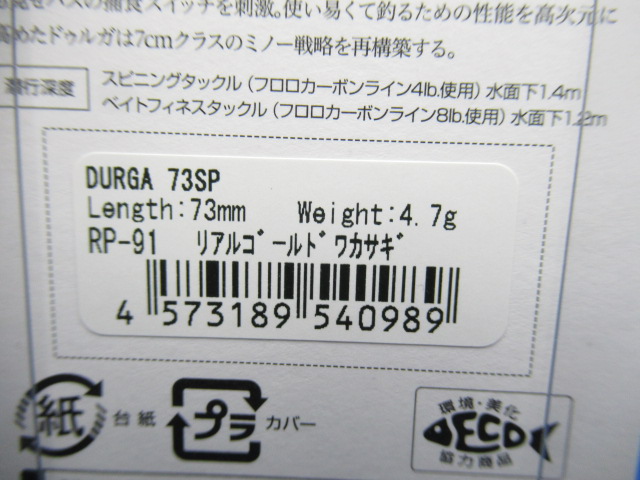 バスの捕食スイッチを刺激。使い易くて釣るための性能を高次元に
高めたドゥルガは7cmクラスのミノー戦略を再構築する。
潜行深度
スピニングタックル(フロロカーボンライン4lb.使用)水面下1.4m
ベイトフィネスタックル(フロロカーボンライン8lb.使用)水面下1.22m
DURGA 73SP
Length:73mm Weight:4.7g
RP-91 リアルゴールドワカサギ
4 573189 540989
紙 台紙
プラ カバー
環境・美化
ECO
協力商品